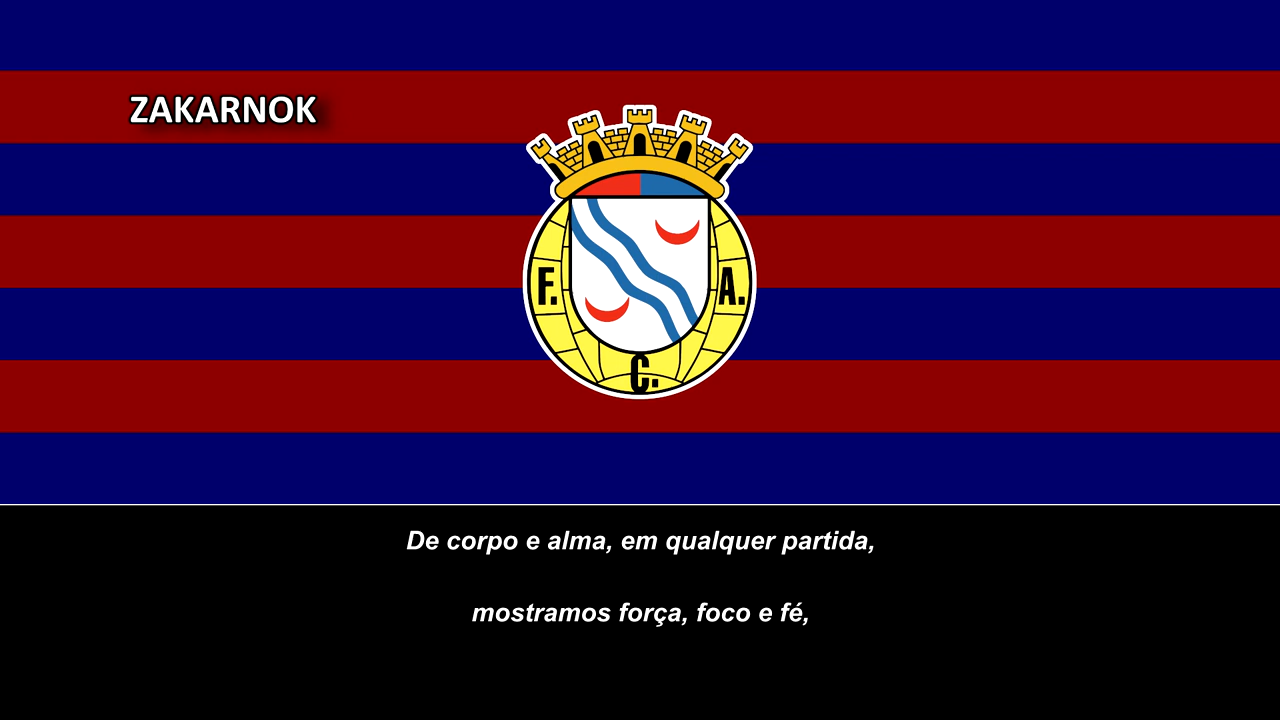 ZAKARNOK
F. A.
C.
De corpo e alma, em qualquer partida,
mostramos força, foco e fé,